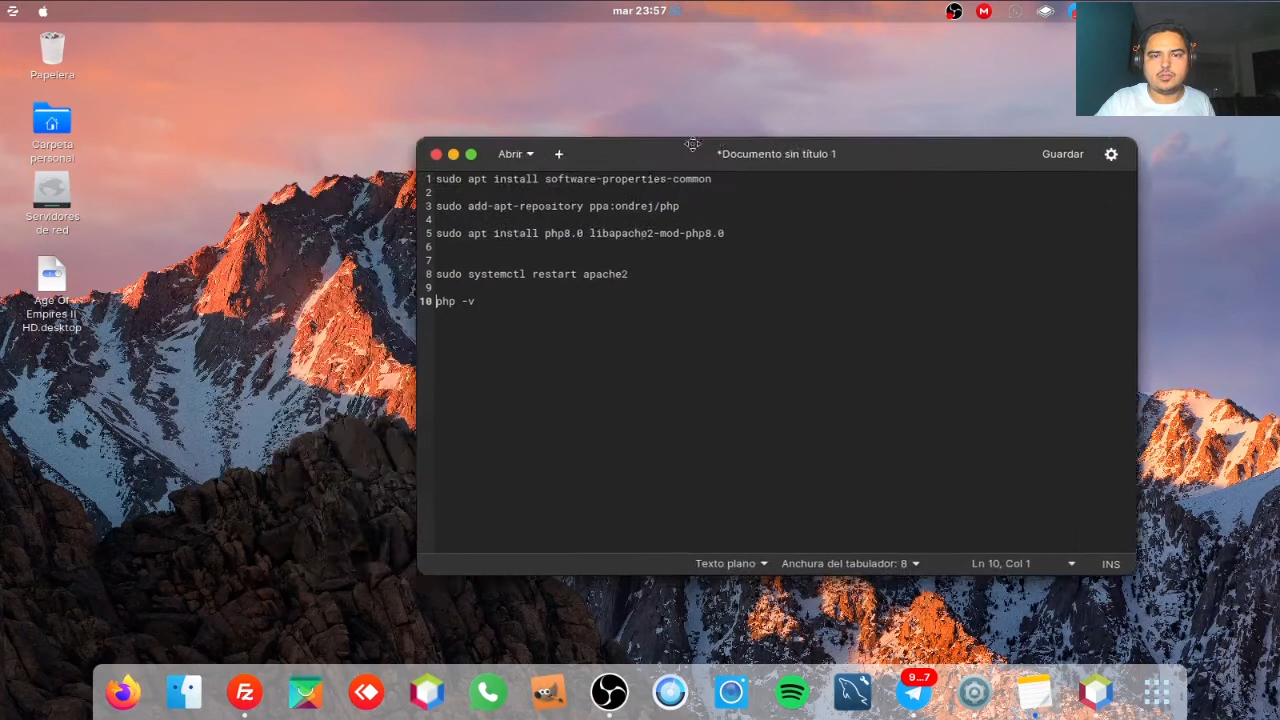 mar 23:57
Papelera
Carpeta
personal
Servidores
de red
Age Of
Empires II
HD.desktop
Abrir
*Documento sin título 1
Guardar
1 sudo apt install software-properties-common
2
3 sudo add-apt-repository ppa:ondrej/php
4
5 sudo apt install php8.0 libapache2-mod-php8.0
6
7
8 sudo systemctl restart apache2
9
10 php -v
Texto plano
Anchura del tabulador: 8
Ln 10, Col 1
INS
9...7